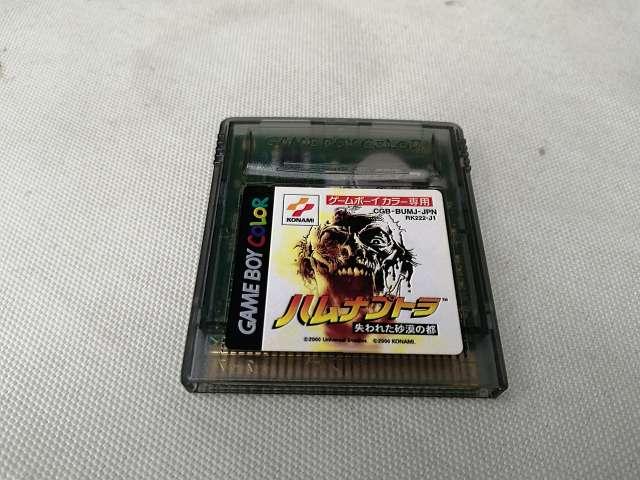 GAME BOY COLOR
GAME BOY COLOR
KONAMI
ゲームボーイ カラー専用
CGB-BUMJ-JPN
RK222-J1
ハムナプトラ™
失われた砂漠の都
©2000 Universal Studios ©2000 KONAMI